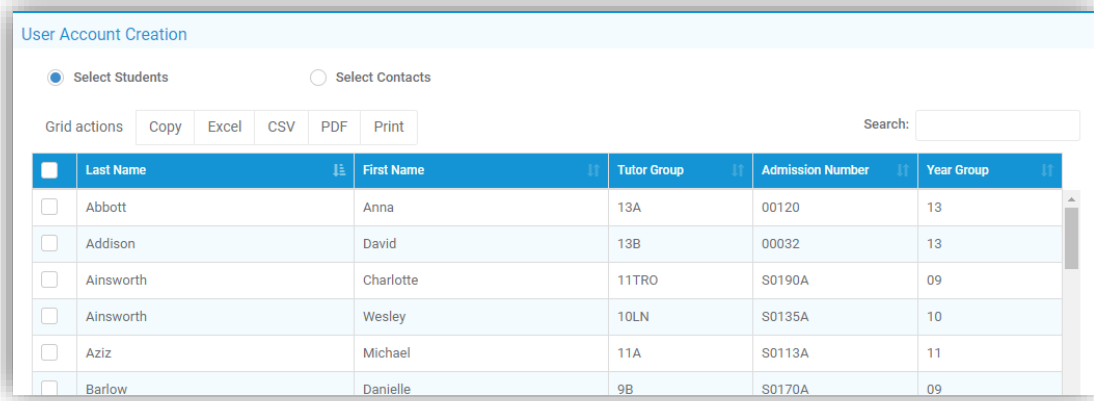 User Account Creation
Select Students Select Contacts
Grid actions Copy Excel CSV PDF Print Search:
Last Name First Name Tutor Group Admission Number Year Group
Abbott Anna 13A 00120 13
Addison David 13B 00032 13
Ainsworth Charlotte 11TRO S0190A 09
Ainsworth Wesley 10LN S0135A 10
Aziz Michael 11A S0113A 11
Barlow Danielle 9B S0170A 09